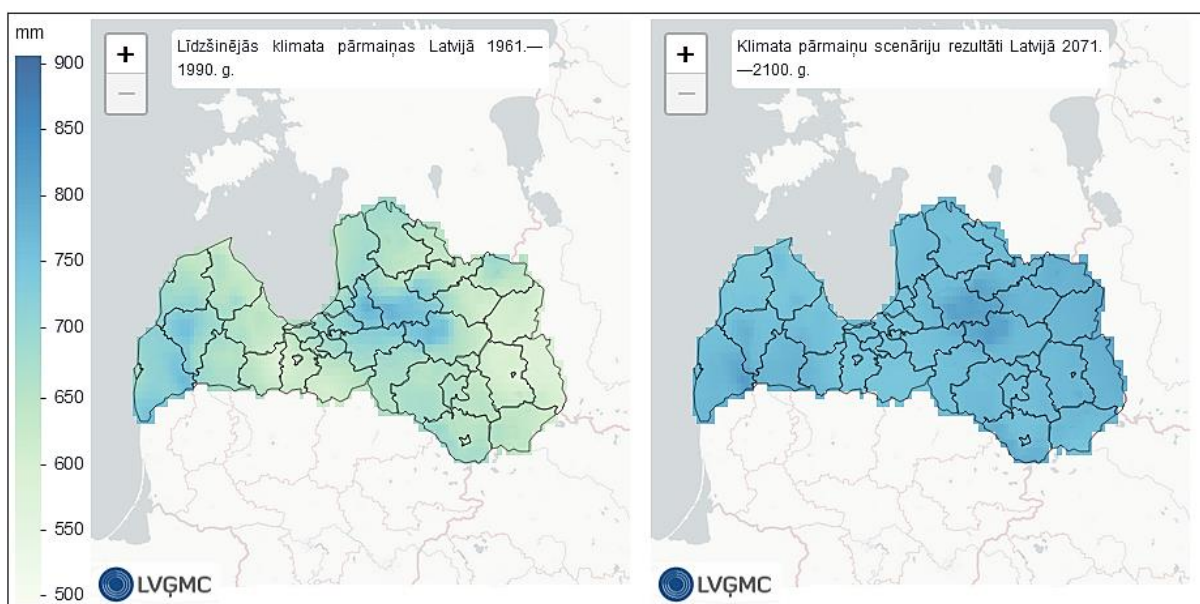 mm
900
850
800
750
700
650
600
550
500
+
−
Līdzšinējās klimata pārmaiņas Latvijā 1961.—
1990. g.
LVĢMC
+
−
Klimata pārmaiņu scenāriju rezultāti Latvijā 2071.
—2100. g.
LVĢMC